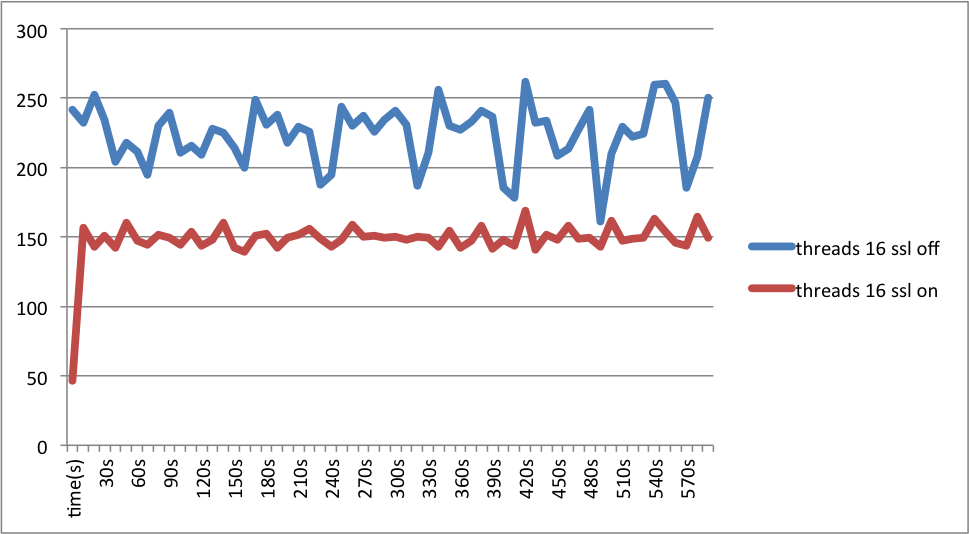 300
250
200
150
100
50
0
time(s)
30s
60s
90s
120s
150s
180s
210s
240s
270s
300s
330s
360s
390s
420s
450s
480s
510s
540s
570s
threads 16 ssl off
threads 16 ssl on